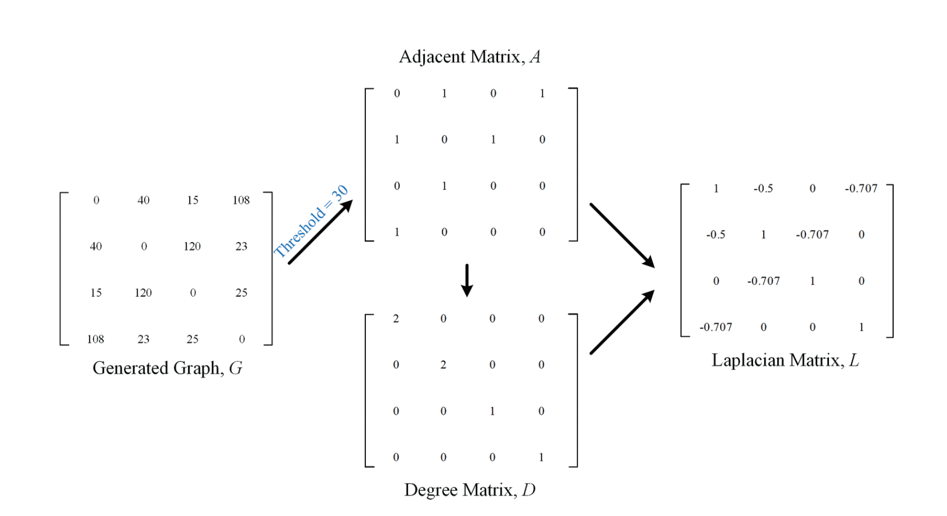 Adjacent Matrix, A
0 1 0 1
1 0 1 0
0 1 0 0
1 0 0 0
Threshold = 30
0 40 15 108
40 0 120 23
15 120 0 25
108 23 25 0
Generated Graph, G
2 0 0 0
0 2 0 0
0 0 1 0
0 0 0 1
Degree Matrix, D
1 -0.5 0 -0.707
-0.5 1 -0.707 0
0 -0.707 1 0
-0.707 0 0 1
Laplacian Matrix, L